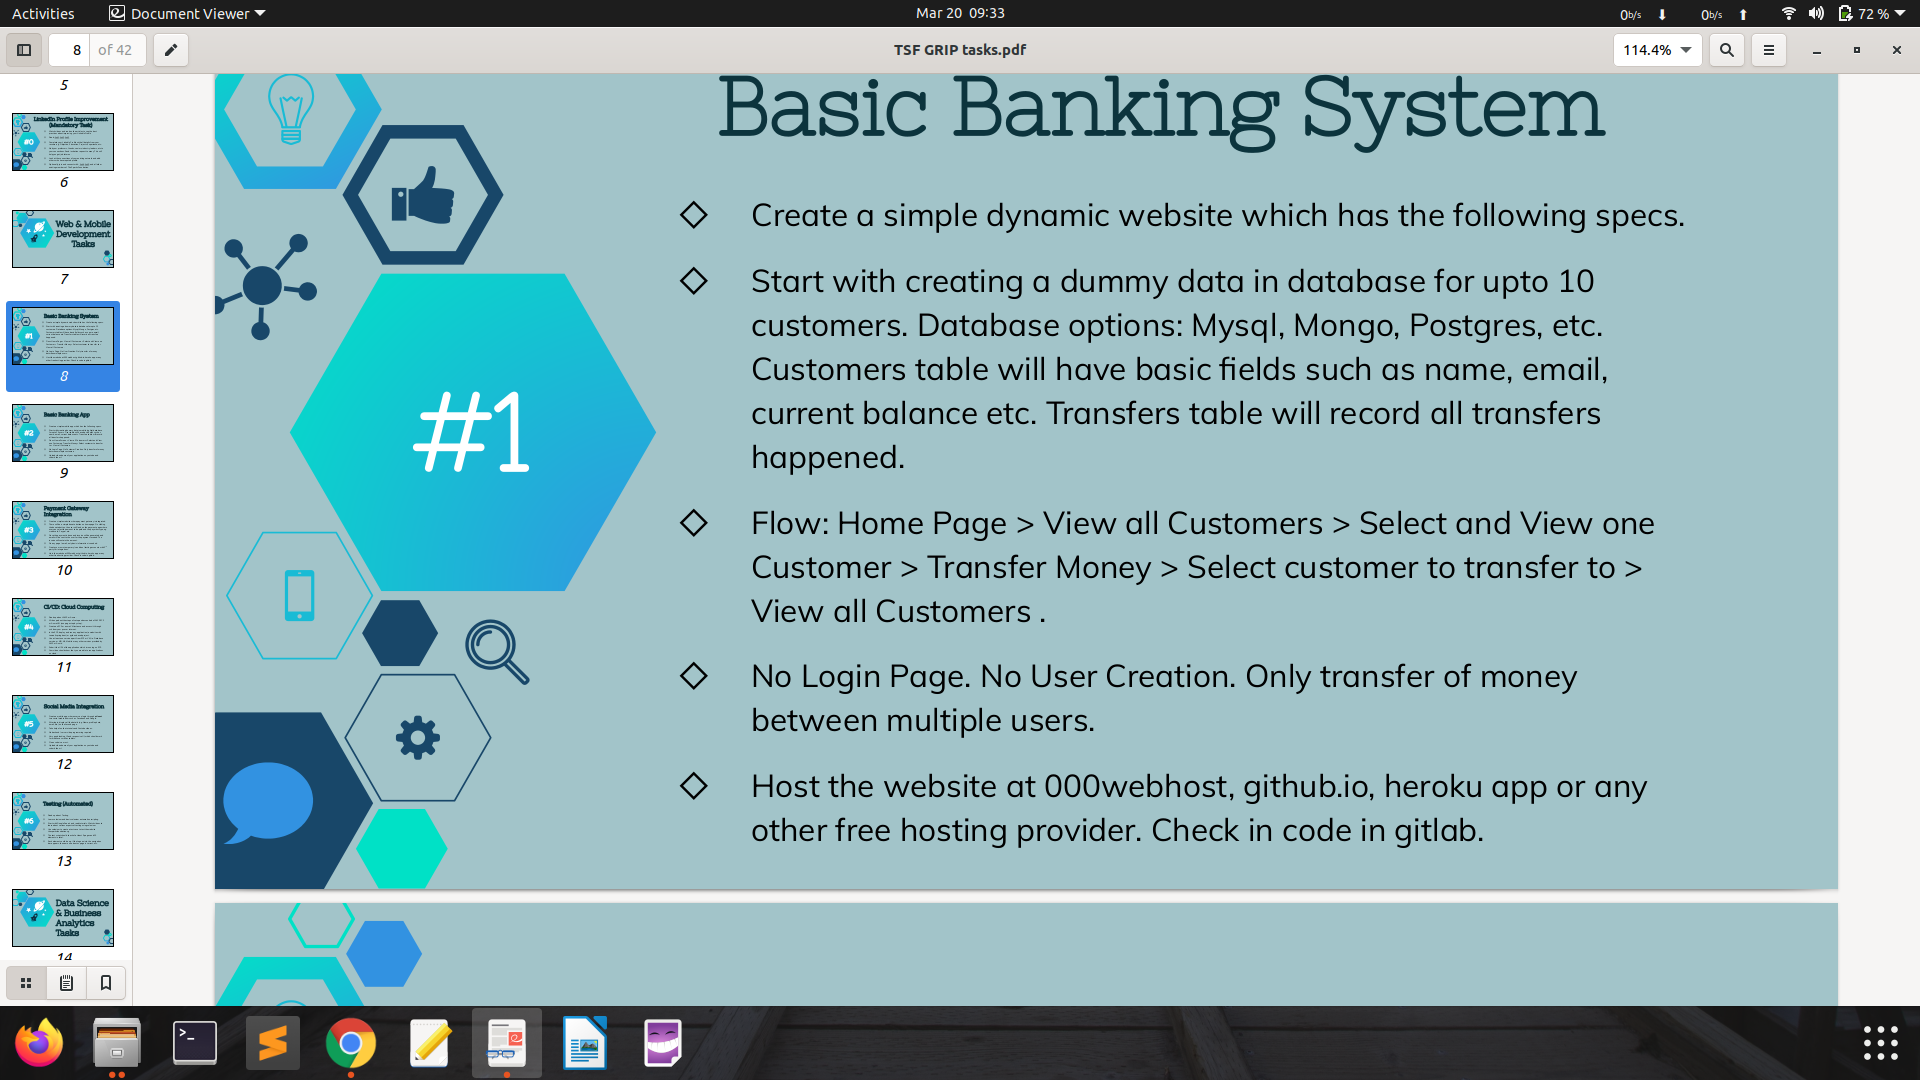 Activities
Document Viewer
Mar 20 09:33
0b/s
0b/s
72 %
8
of 42
TSF GRIP tasks.pdf
114.4%
5
LinkedIn Profile Improvement
(Mandatory Task)
#0
6
Web & Mobile
Development
Tasks
7
Basic Banking System
#1
8
Basic Banking App
#2
9
Payment Gateway
Integration
#3
10
CI/CD: Cloud Computing
#4
11
Social Media Integration
#5
12
Testing (Automated)
#6
13
Data Science
& Business
Analytics
Tasks
14
Basic Banking System
#1
Create a simple dynamic website which has the following specs.
Start with creating a dummy data in database for upto 10
customers. Database options: Mysql, Mongo, Postgres, etc.
Customers table will have basic fields such as name, email,
current balance etc. Transfers table will record all transfers
happened.
Flow: Home Page > View all Customers > Select and View one
Customer > Transfer Money > Select customer to transfer to >
View all Customers .
No Login Page. No User Creation. Only transfer of money
between multiple users.
Host the website at 000webhost, github.io, heroku app or any
other free hosting provider. Check in code in gitlab.